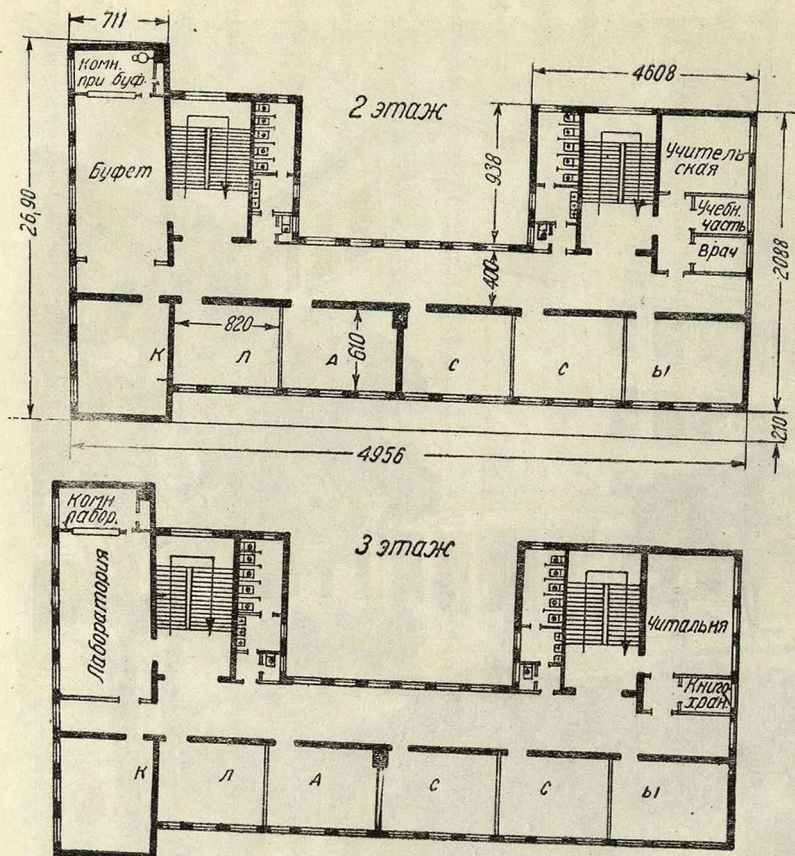 711
Комн.
при буф.
2 этаж
4608
Учитель
ская
Буфет
938
26,90
Учебн.
часть
Врач
400
2088
820
610
К Л А С С Ы
210
4956
Комн
лабор.
3 этаж
Лаборатория
Читальня
Книго
хран.
К Л А С С Ы